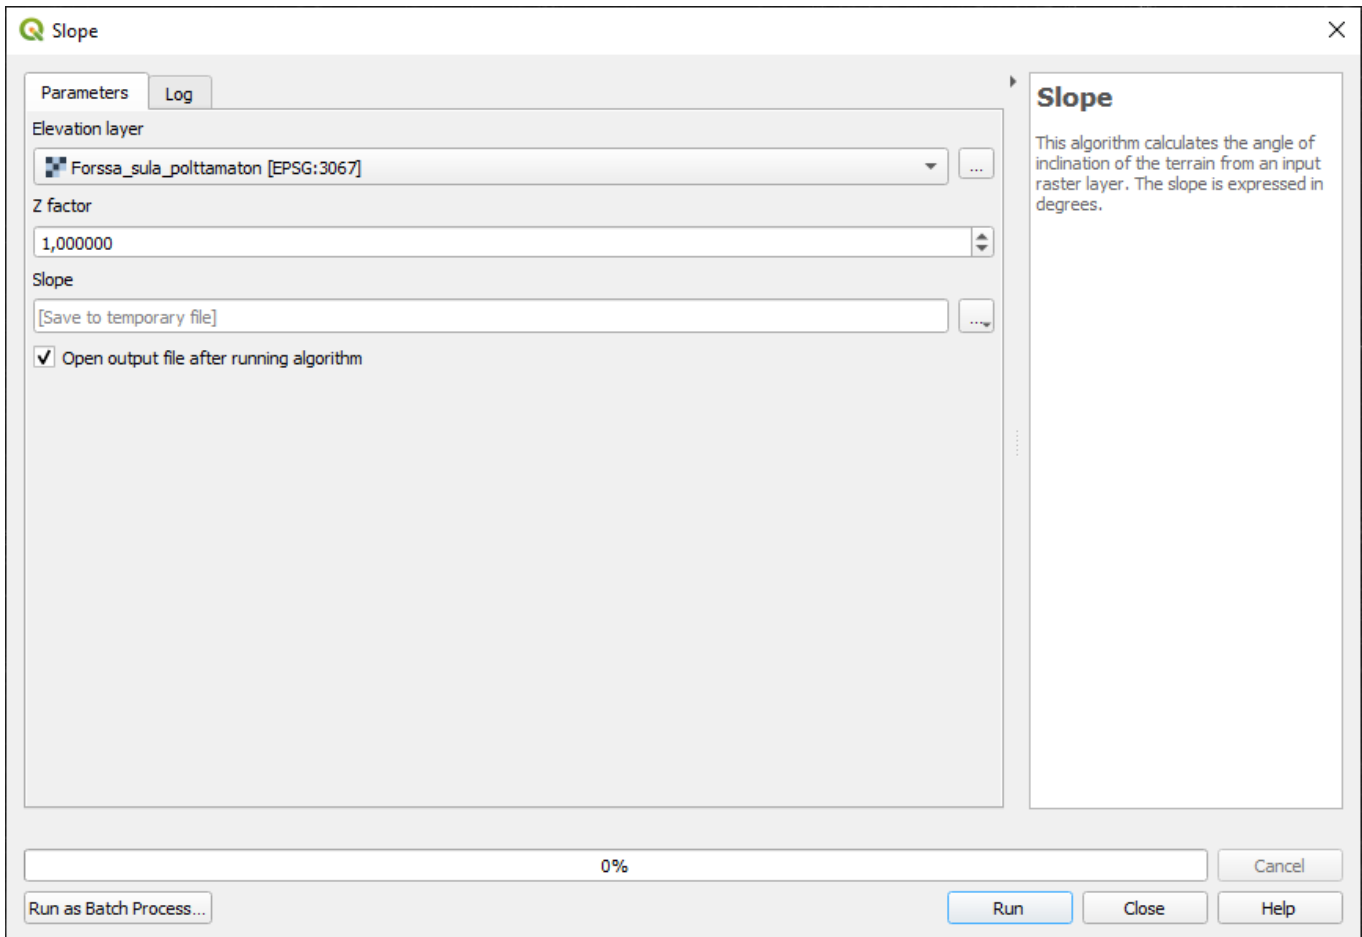 Slope
Parameters
Log
Elevation layer
Forssa_sula_polttamaton [EPSG:3067]
...
Z factor
1,000000
Slope
[Save to temporary file]
...
Open output file after running algorithm
Slope
This algorithm calculates the angle of
inclination of the terrain from an input
raster layer. The slope is expressed in
degrees.
0%
Cancel
Run as Batch Process...
Run
Close
Help